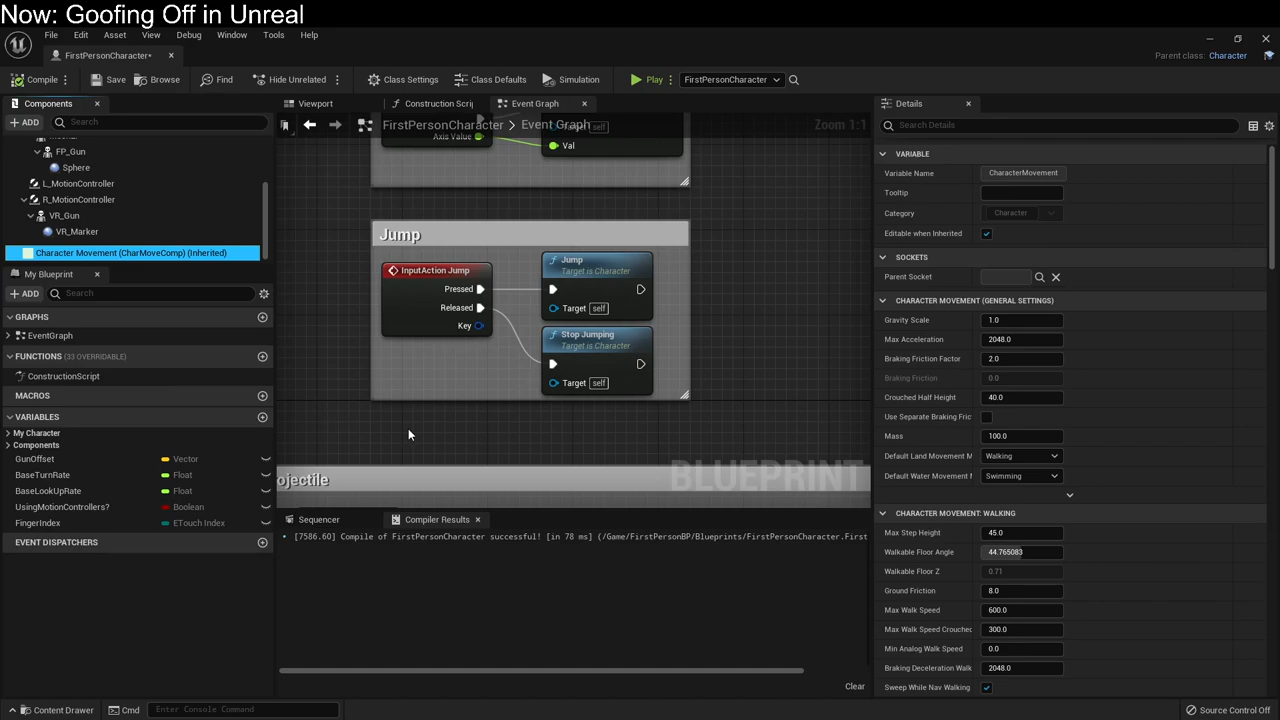 Now: Goofing Off in Unreal
File Edit Asset View Debug Window Tools Help
FirstPersonCharacter*
Parent class: Character
Compile Save Browse Find Hide Unrelated Class Settings Class Defaults Simulation Play FirstPersonCharacter
Components
ADD Search
FP_Gun
Sphere
L_MotionController
R_MotionController
VR_Gun
VR_Marker
Character Movement (CharMoveComp) (Inherited)
My Blueprint
ADD Search
GRAPHS
EventGraph
FUNCTIONS (33 OVERRIDABLE)
ConstructionScript
MACROS
VARIABLES
My Character
Components
GunOffset Vector
BaseTurnRate Float
BaseLookUpRate Float
UsingMotionControllers? Boolean
FingerIndex ETouch Index
EVENT DISPATCHERS
Viewport Construction Scrip Event Graph
FirstPersonCharacter > Event Graph
Zoom 1:1
Target self
Axis Value
Val
Jump
InputAction Jump
Pressed
Released
Key
Jump
Target is Character
Target self
Stop Jumping
Target is Character
Target self
ojectile
BLUEPRINT
Sequencer Compiler Results
[7586.60] Compile of FirstPersonCharacter successful! [in 78 ms] (/Game/FirstPersonBP/Blueprints/FirstPersonCharacter.First
Clear
Details
Search Details
VARIABLE
Variable Name CharacterMovement
Tooltip
Category Character
Editable when Inherited
SOCKETS
Parent Socket
CHARACTER MOVEMENT (GENERAL SETTINGS)
Gravity Scale 1.0
Max Acceleration 2048.0
Braking Friction Factor 2.0
Braking Friction 0.0
Crouched Half Height 40.0
Use Separate Braking Fric
Mass 100.0
Default Land Movement M Walking
Default Water Movement M Swimming
CHARACTER MOVEMENT: WALKING
Max Step Height 45.0
Walkable Floor Angle 44.765083
Walkable Floor Z 0.71
Ground Friction 8.0
Max Walk Speed 600.0
Max Walk Speed Crouched 300.0
Min Analog Walk Speed 0.0
Braking Deceleration Walk 2048.0
Sweep While Nav Walking
Content Drawer Cmd Enter Console Command Source Control Off